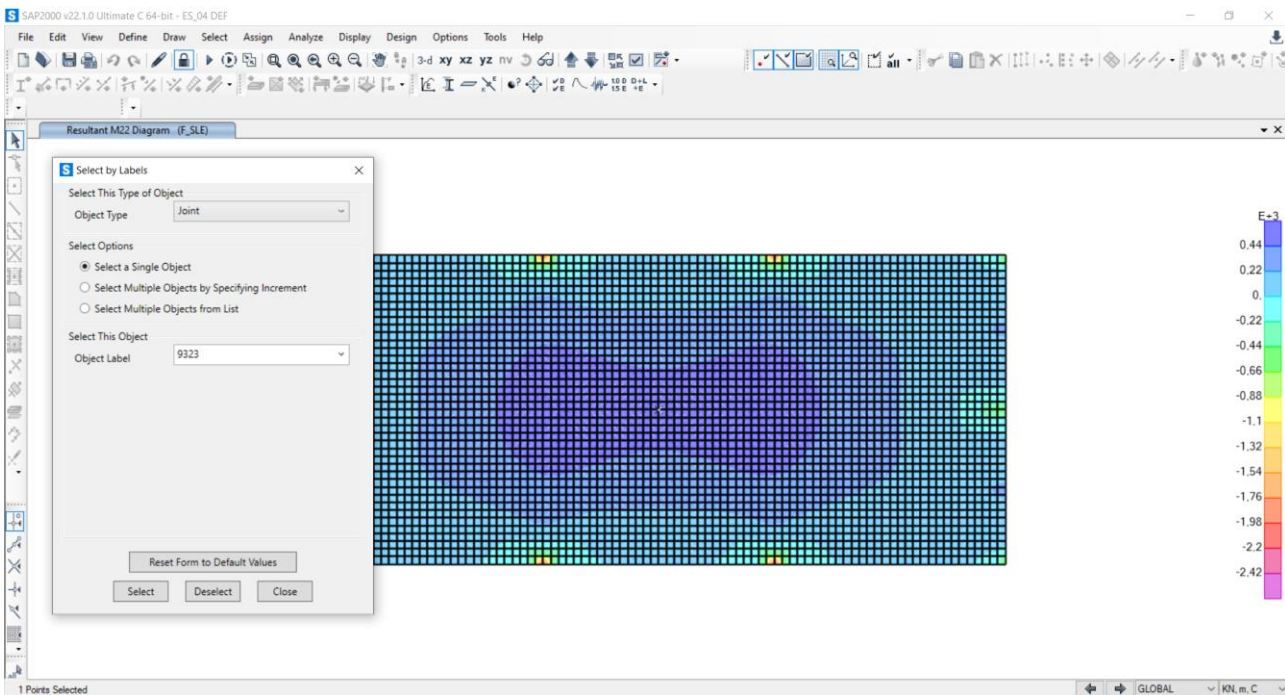 SAP2000 v22.1.0 Ultimate C 64-bit - ES_04 DEF
File Edit View Define Draw Select Assign Analyze Display Design Options Tools Help
3-d xy xz yz nv
all
Resultant M22 Diagram (F_SLE)
Select by Labels
Select This Type of Object
Object Type Joint
Select Options
Select a Single Object
Select Multiple Objects by Specifying Increment
Select Multiple Objects from List
Select This Object
Object Label 9323
Reset Form to Default Values
Select Deselect Close
E+3
0,44
0,22
0,
-0,22
-0,44
-0,66
-0,88
-1,1
-1,32
-1,54
-1,76
-1,98
-2,2
-2,42
1 Points Selected
GLOBAL KN, m, C